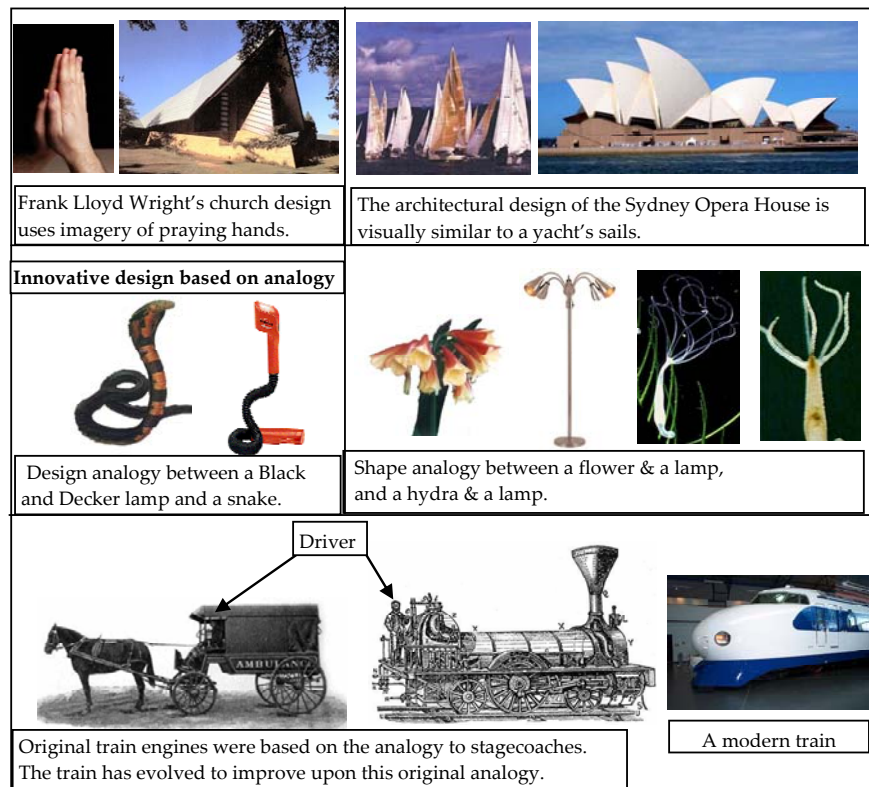 Frank Lloyd Wright's church design
uses imagery of praying hands.
The architectural design of the Sydney Opera House is
visually similar to a yacht's sails.
Innovative design based on analogy
Design analogy between a Black
and Decker lamp and a snake.
Shape analogy between a flower & a lamp,
and a hydra & a lamp.
Driver
AMBULANCE
Original train engines were based on the analogy to stagecoaches.
The train has evolved to improve upon this original analogy.
A modern train